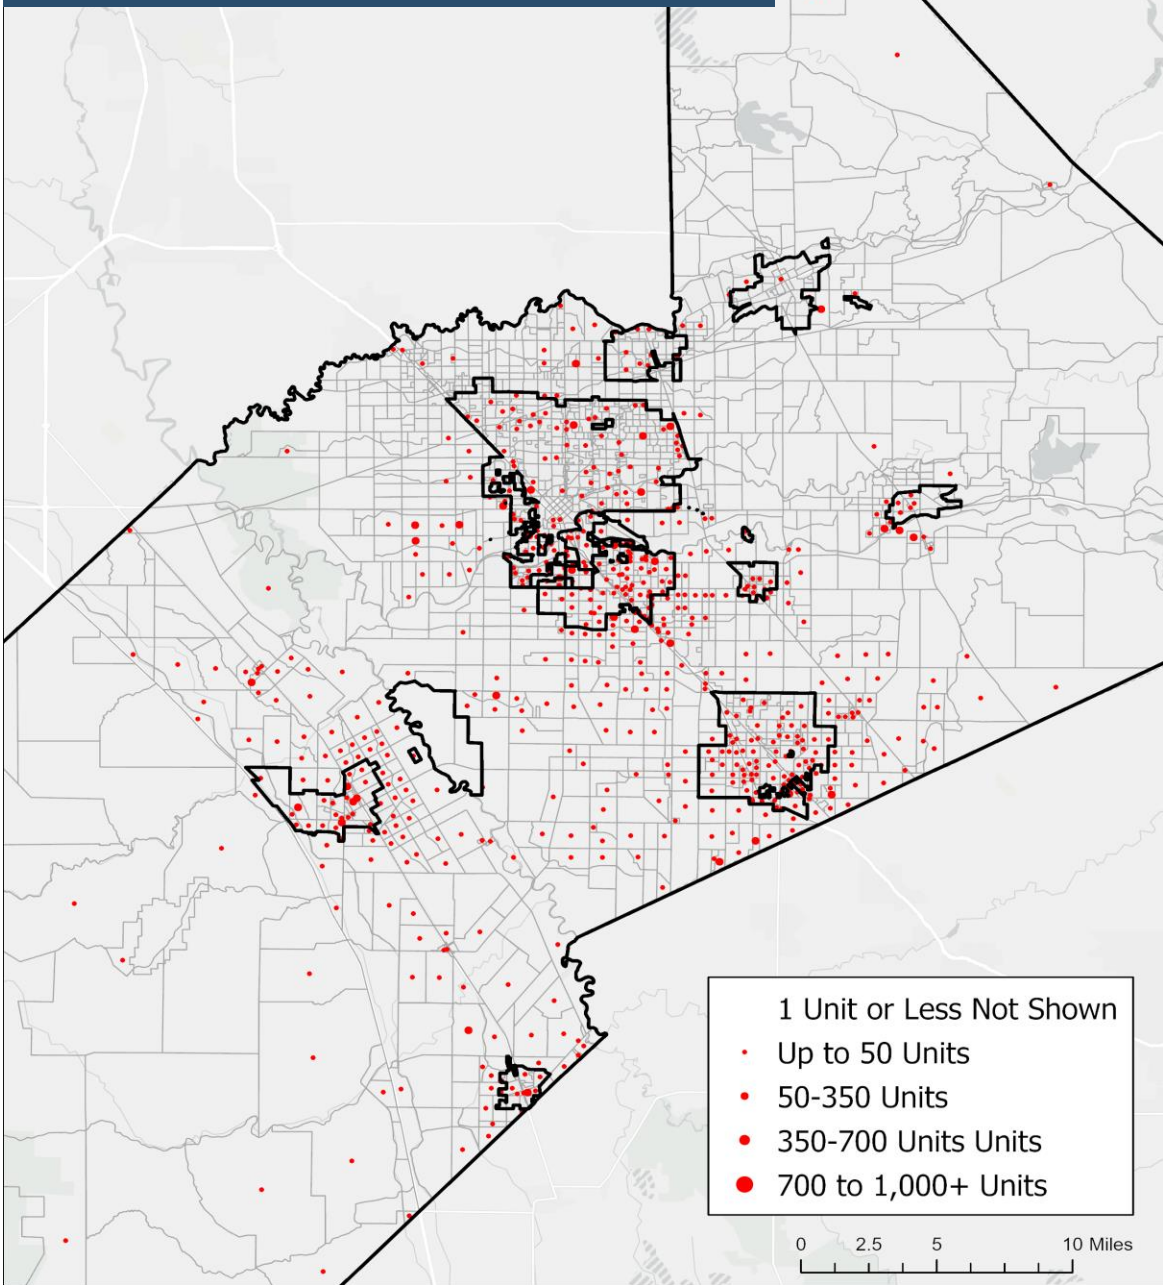 1 Unit or Less Not Shown
Up to 50 Units
50-350 Units
350-700 Units Units
700 to 1,000+ Units
0 2.5 5 10 Miles